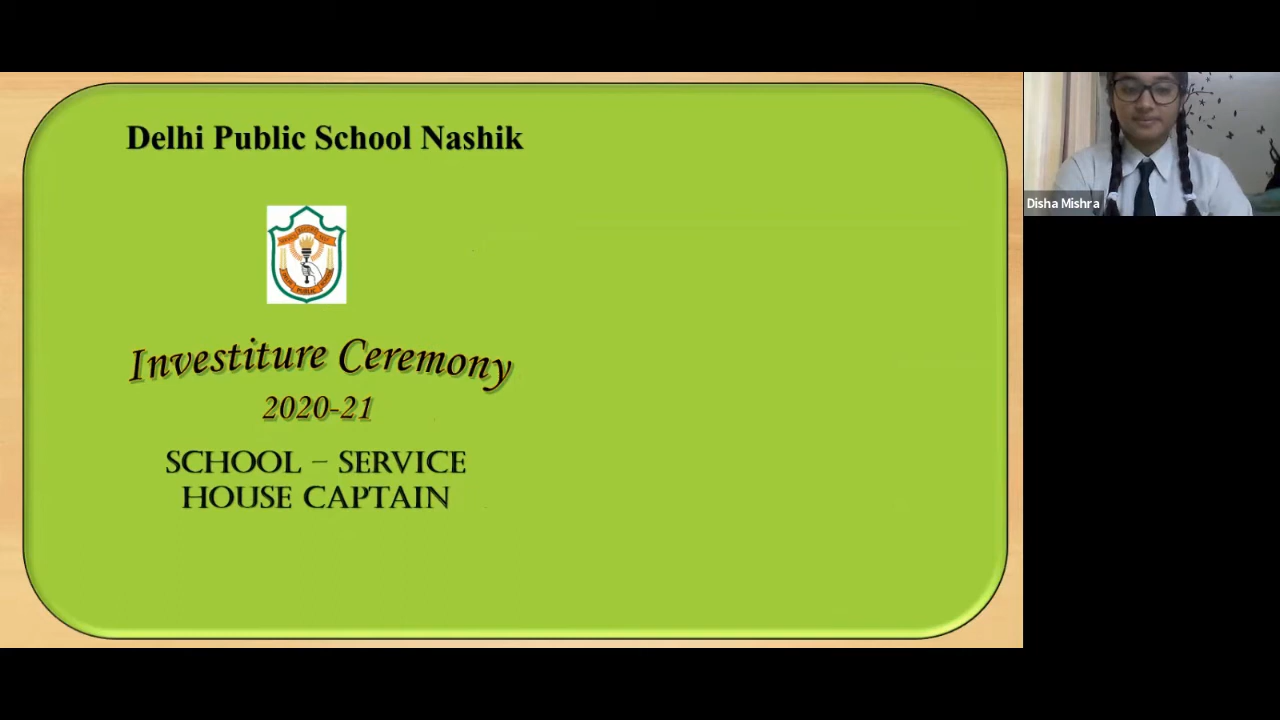 Delhi Public School Nashik
Investiture Ceremony
2020-21
SCHOOL – SERVICE
HOUSE CAPTAIN
Disha Mishra